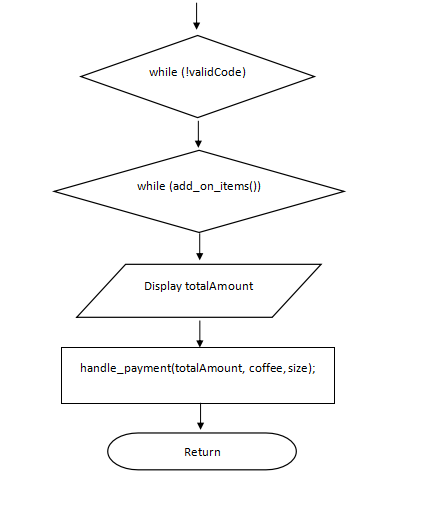 while (!validCode)
while (add_on_items())
Display totalAmount
handle_payment(totalAmount, coffee, size);
Return